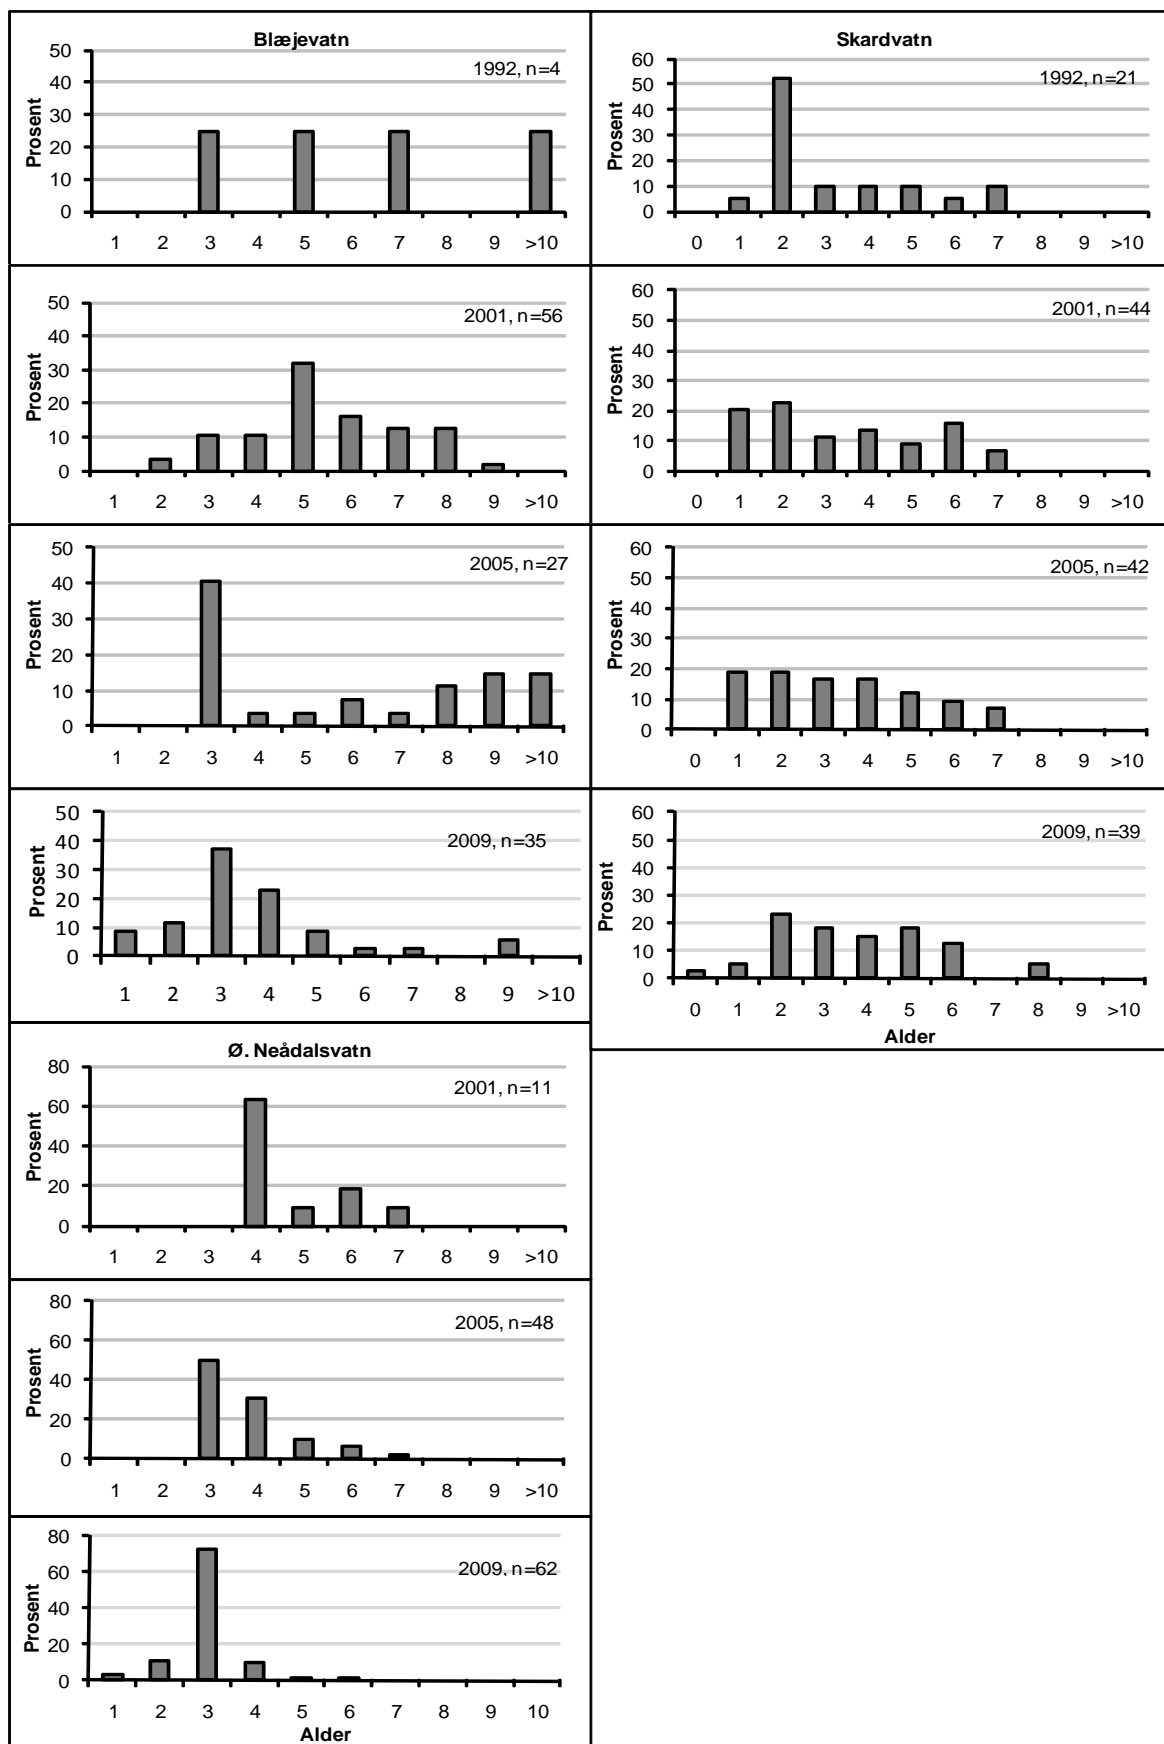 Blæjevatn
1992, n=4
Prosent
50
40
30
20
10
0
1 2 3 4 5 6 7 8 9 >10
2001, n=56
Prosent
50
40
30
20
10
0
1 2 3 4 5 6 7 8 9 >10
2005, n=27
Prosent
50
40
30
20
10
0
1 2 3 4 5 6 7 8 9 >10
2009, n=35
Prosent
50
40
30
20
10
0
1 2 3 4 5 6 7 8 9 >10
Ø. Neådalsvatn
2001, n=11
Prosent
80
60
40
20
0
1 2 3 4 5 6 7 8 9 >10
2005, n=48
Prosent
80
60
40
20
0
1 2 3 4 5 6 7 8 9 >10
2009, n=62
Prosent
80
60
40
20
0
1 2 3 4 5 6 7 8 9 10
Alder
Skardvatn
1992, n=21
Prosent
60
50
40
30
20
10
0
0 1 2 3 4 5 6 7 8 9 >10
2001, n=44
Prosent
60
50
40
30
20
10
0
0 1 2 3 4 5 6 7 8 9 >10
2005, n=42
Prosent
60
50
40
30
20
10
0
0 1 2 3 4 5 6 7 8 9 >10
2009, n=39
Prosent
60
50
40
30
20
10
0
0 1 2 3 4 5 6 7 8 9 >10
Alder